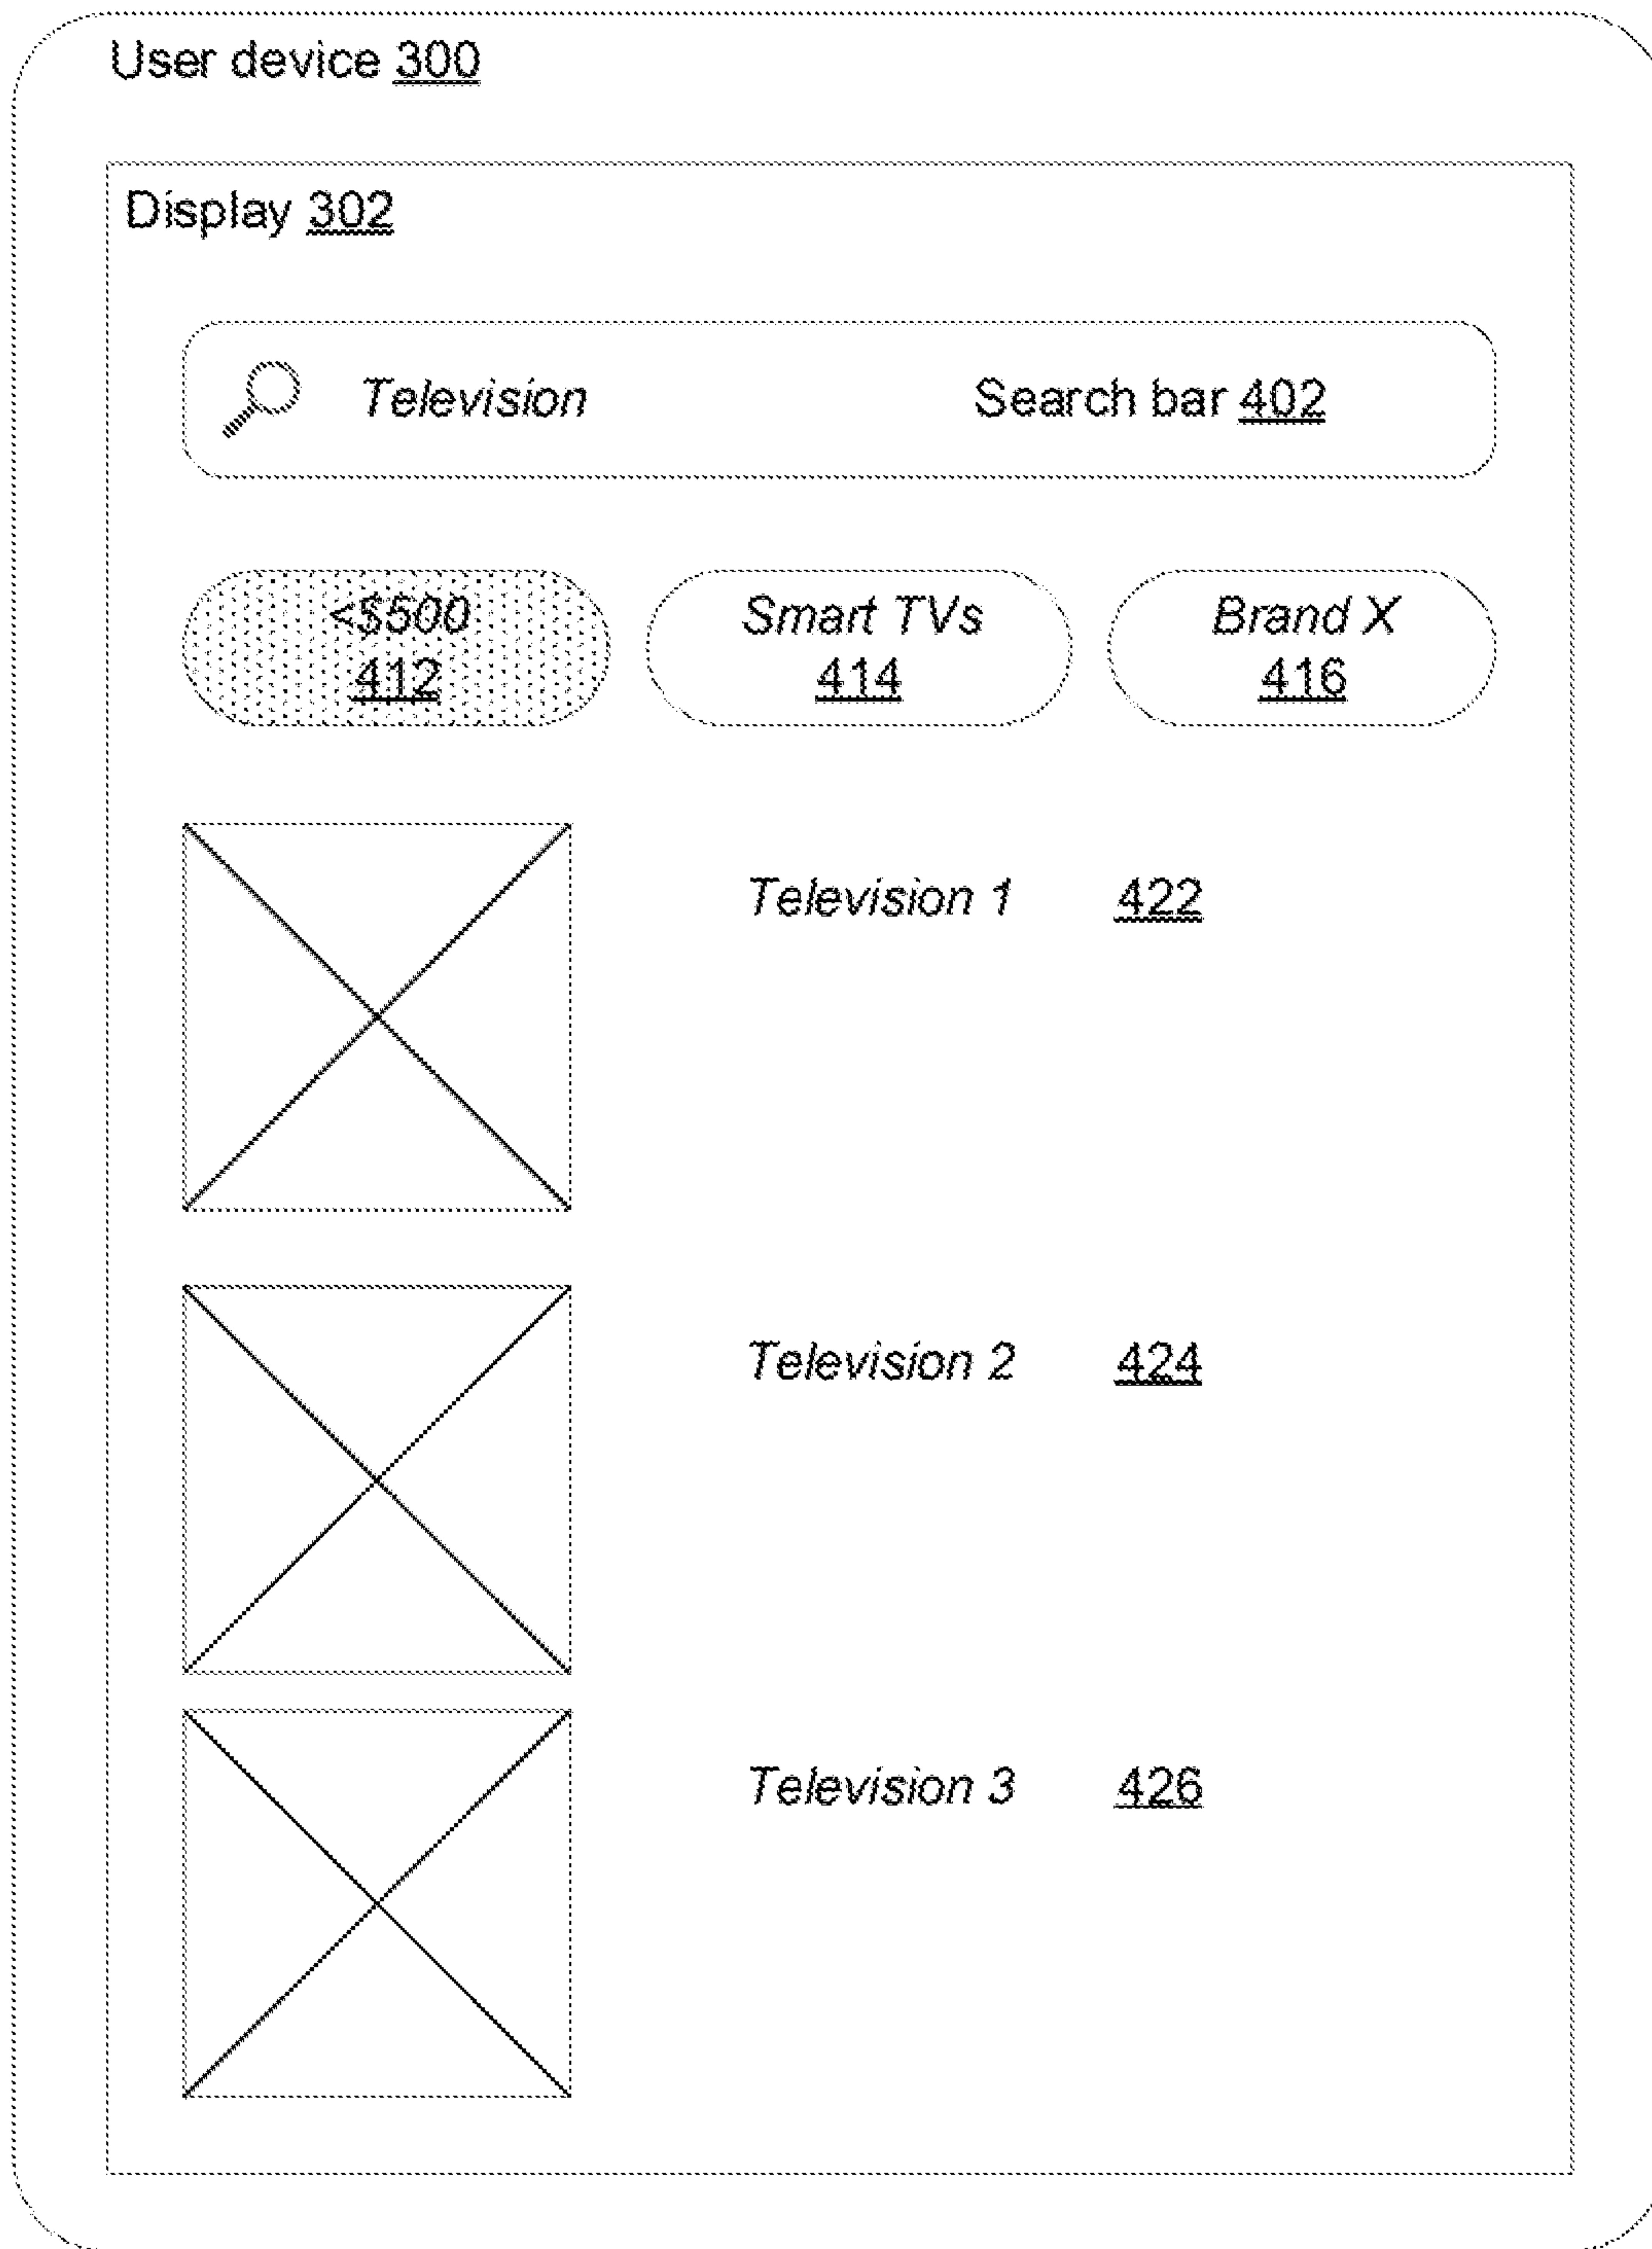 User device 300
Display 302
Television Search bar 402
<$500 Smart TVs Brand X
412 414 416
Television 1 422
Television 2 424
Television 3 426